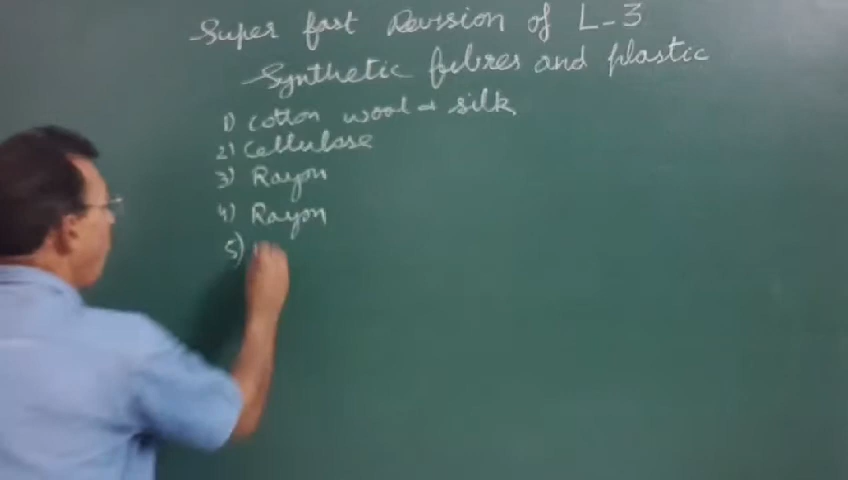 Super fast Revision of L-3
Synthetic fibres and plastic
1) Cotton wool silk
2) Cellulose
3) Rayon
4) Rayon
5)